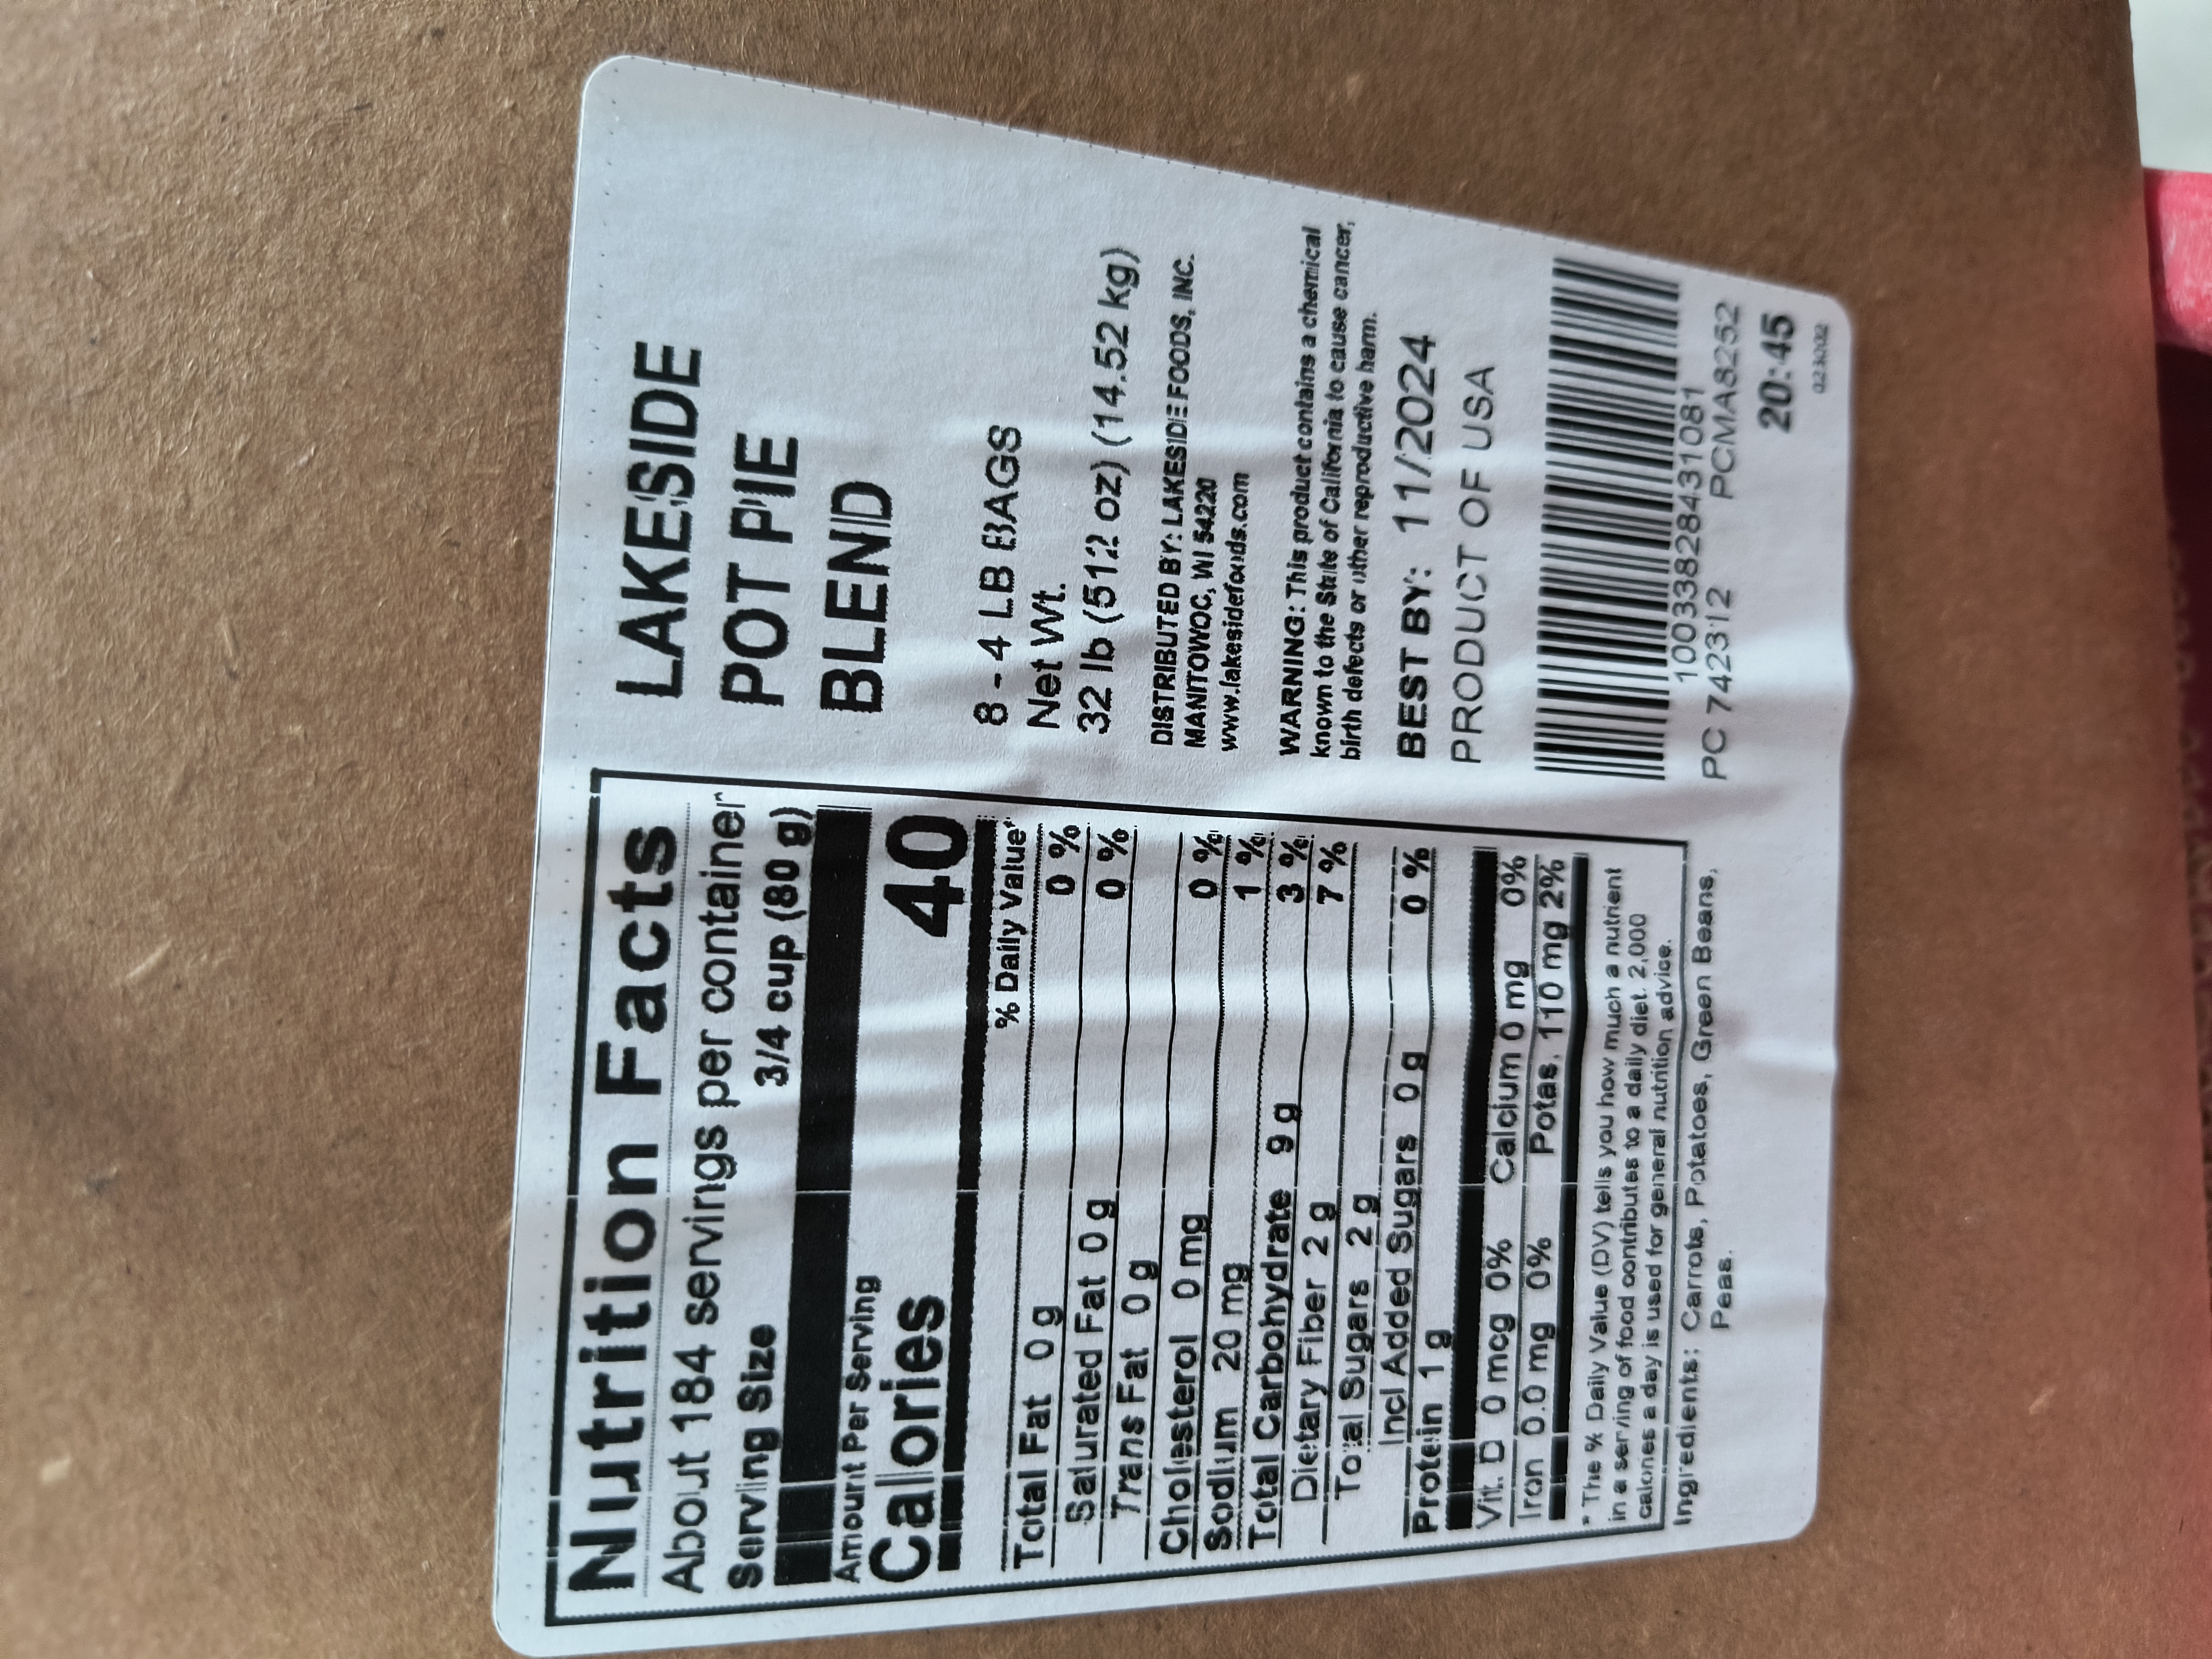 Nutrition Facts
About 184 servings per container
Serving Size 3/4 cup (80 g)
Amount Per Serving
Calories 40
% Daily Value*
Total Fat 0 g 0 %
Saturated Fat 0 g 0 %
Trans Fat 0 g
Cholesterol 0 mg 0 %
Sodium 20 mg 1 %
Total Carbohydrate 9 g 3 %
Dietary Fiber 2 g 7 %
Total Sugars 2 g
Incl Added Sugars 0 g 0 %
Protein 1 g
Vit. D 0 mcg 0% Calcium 0 mg 0%
Iron 0.0 mg 0% Potas. 110 mg 2%
* The % Daily Value (DV) tells you how much a nutrient
in a serving of food contributes to a daily diet. 2,000
calories a day is used for general nutrition advice.
Ingredients: Carrots, Potatoes, Green Beans,
Peas.
LAKESIDE
POT PIE
BLEND
8 - 4 LB BAGS
Net Wt.
32 lb (512 oz) (14.52 kg)
DISTRIBUTED BY: LAKESIDE FOODS, INC.
MANITOWOC, WI 54220
www.lakesidefoods.com
WARNING: This product contains a chemical
known to the State of California to cause cancer,
birth defects or other reproductive harm.
BEST BY: 11/2024
PRODUCT OF USA
10033828431081
PC 742312 PCMA8252
20:45